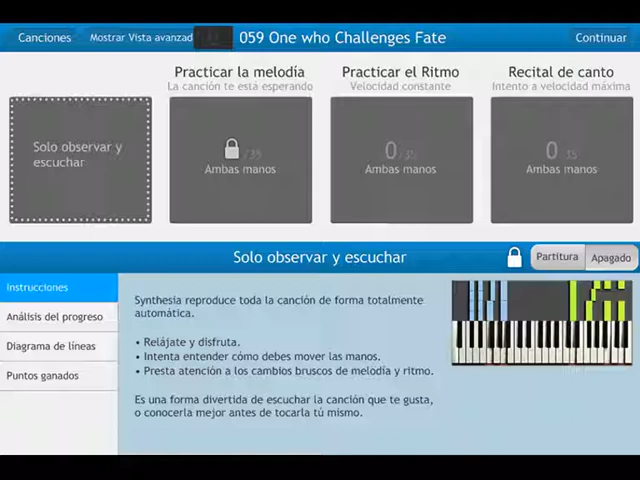 Canciones
Mostrar Vista avanzad
059 One who Challenges Fate
Continuar
Practicar la melodía
La canción te está esperando
Practicar el Ritmo
Velocidad constante
Recital de canto
Intento a velocidad máxima
Solo observar y
escuchar
/35
Ambas manos
0/35
Ambas manos
0/35
Ambas manos
Solo observar y escuchar
Partitura
Apagado
Instrucciones
Análisis del progreso
Diagrama de líneas
Puntos ganados
Synthesia reproduce toda la canción de forma totalmente
automática.
• Relájate y disfruta.
• Intenta entender cómo debes mover las manos.
• Presta atención a los cambios bruscos de melodía y ritmo.
Es una forma divertida de escuchar la canción que te gusta,
o conocerla mejor antes de tocarla tú mismo.